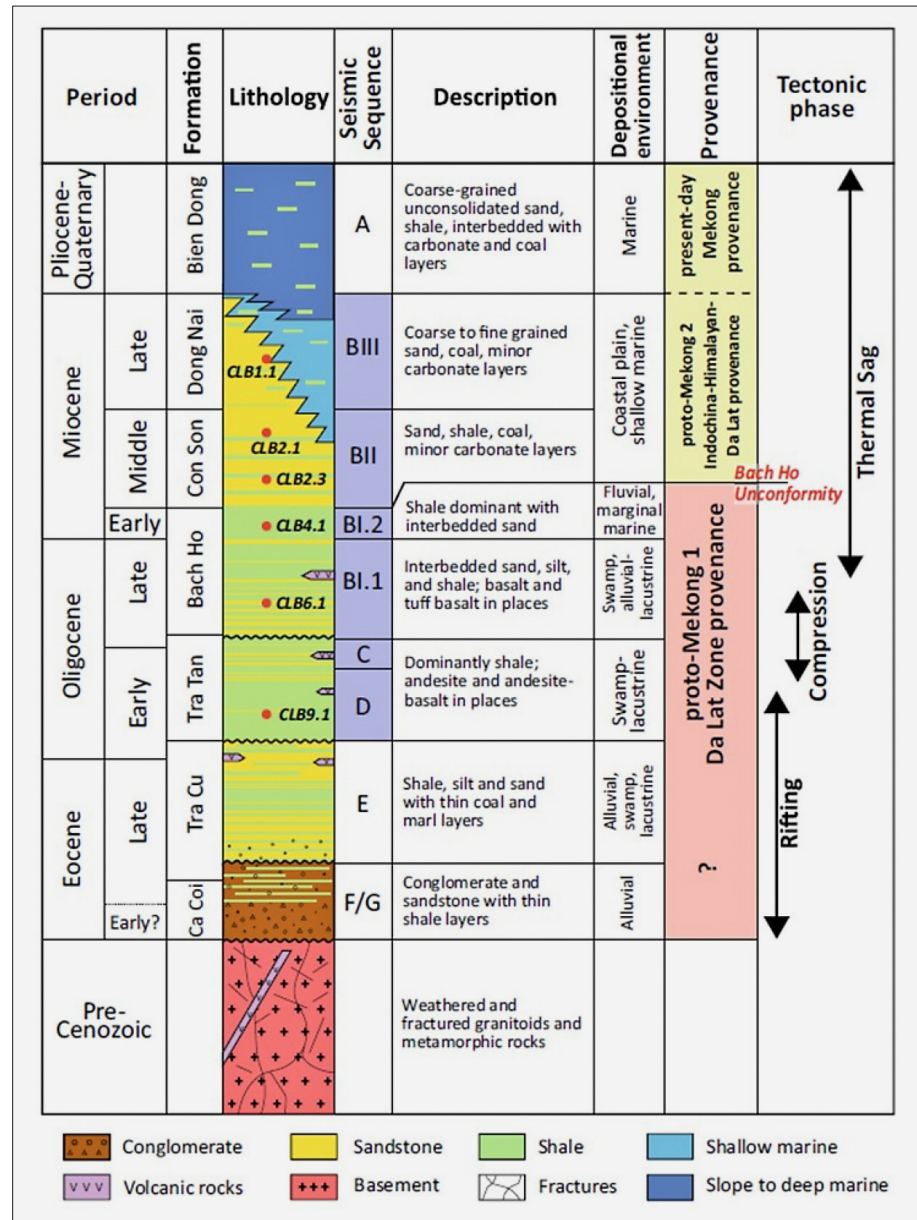 Period
Formation
Lithology
Seismic
Sequence
Description
Depositional
environment
Provenance
Tectonic
phase
Pliocene-
Quaternary
Bien Dong
A
Coarse-grained
unconsolidated sand,
shale, interbedded with
carbonate and coal
layers
Marine
present-day
Mekong
provenance
Miocene
Late
Dong Nai
CLB1.1
BIII
Coarse to fine grained
sand, coal, minor
carbonate layers
Coastal plain,
shallow marine
proto-Mekong 2
Indochina-Himalayan-
Da Lat provenance
Thermal Sag
Middle
Con Son
CLB2.1
CLB2.3
BII
Sand, shale, coal,
minor carbonate layers
Bach Ho
Unconformity
Early
Bach Ho
CLB4.1
BI.2
Shale dominant with
interbedded sand
Fluvial,
marginal
marine
proto-Mekong 1
Da Lat Zone provenance
?
Oligocene
Late
CLB6.1
BI.1
Interbedded sand, silt,
and shale; basalt and
tuff basalt in places
Swamp,
alluvial-
lacustrine
Compression
Early
Tra Tan
CLB9.1
C
D
Dominantly shale;
andesite and andesite-
basalt in places
Swamp-
lacustrine
Rifting
Eocene
Late
Tra Cu
E
Shale, silt and sand
with thin coal and
marl layers
Alluvial,
swamp,
lacustrine
Early?
Ca Coi
F/G
Conglomerate and
sandstone with thin
shale layers
Alluvial
Pre-
Cenozoic
Weathered and
fractured granitoids and
metamorphic rocks
Conglomerate
Sandstone
Shale
Shallow marine
Volcanic rocks
Basement
Fractures
Slope to deep marine